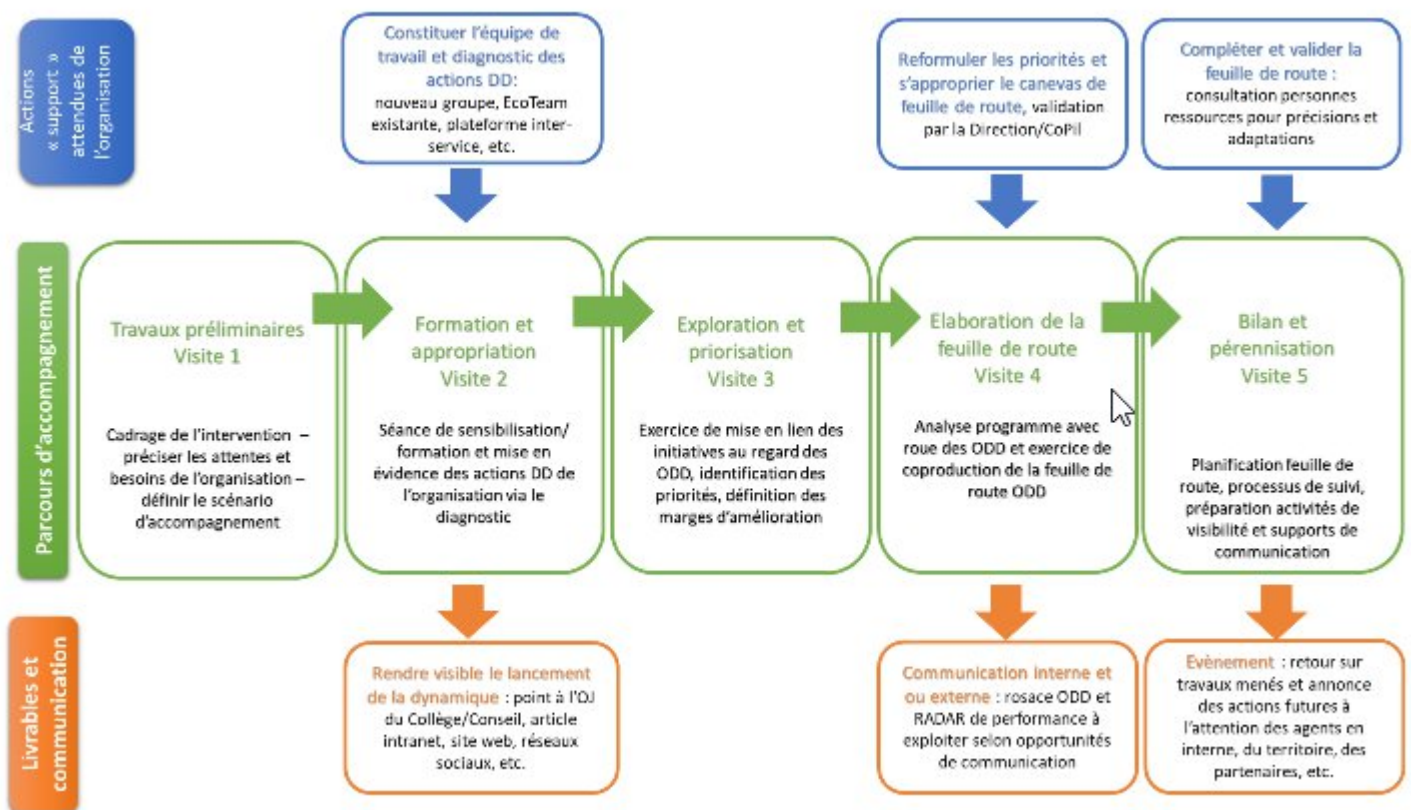 Actions
« support »
attendues de
l'organisation
Constituer l'équipe de
travail et diagnostic des
actions DD:
nouveau groupe, EcoTeam
existante, plateforme inter-
service, etc.
Reformuler les priorités et
s'approprier le canevas de
feuille de route, validation
par la Direction/CoPil
Compléter et valider la
feuille de route :
consultation personnes
ressources pour précisions et
adaptations
Parcours d'accompagnement
Travaux préliminaires
Visite 1
Cadrage de l'intervention –
préciser les attentes et
besoins de l'organisation –
définir le scénario
d'accompagnement
Formation et
appropriation
Visite 2
Séance de sensibilisation/
formation et mise en
évidence des actions DD de
l'organisation via le
diagnostic
Exploration et
priorisation
Visite 3
Exercice de mise en lien des
initiatives au regard des
ODD, identification des
priorités, définition des
marges d'amélioration
Elaboration de la
feuille de route
Visite 4
Analyse programme avec
roue des ODD et exercice de
coproduction de la feuille de
route ODD
Bilan et
pérennisation
Visite 5
Planification feuille de
route, processus de suivi,
préparation activités de
visibilité et supports de
communication
Livrables et
communication
Rendre visible le lancement
de la dynamique : point à l'OJ
du Collège/Conseil, article
intranet, site web, réseaux
sociaux, etc.
Communication interne et
ou externe : rosace ODD et
RADAR de performance à
exploiter selon opportunités
de communication
Evènement : retour sur
travaux menés et annonce
des actions futures à
l'attention des agents en
interne, du territoire, des
partenaires, etc.